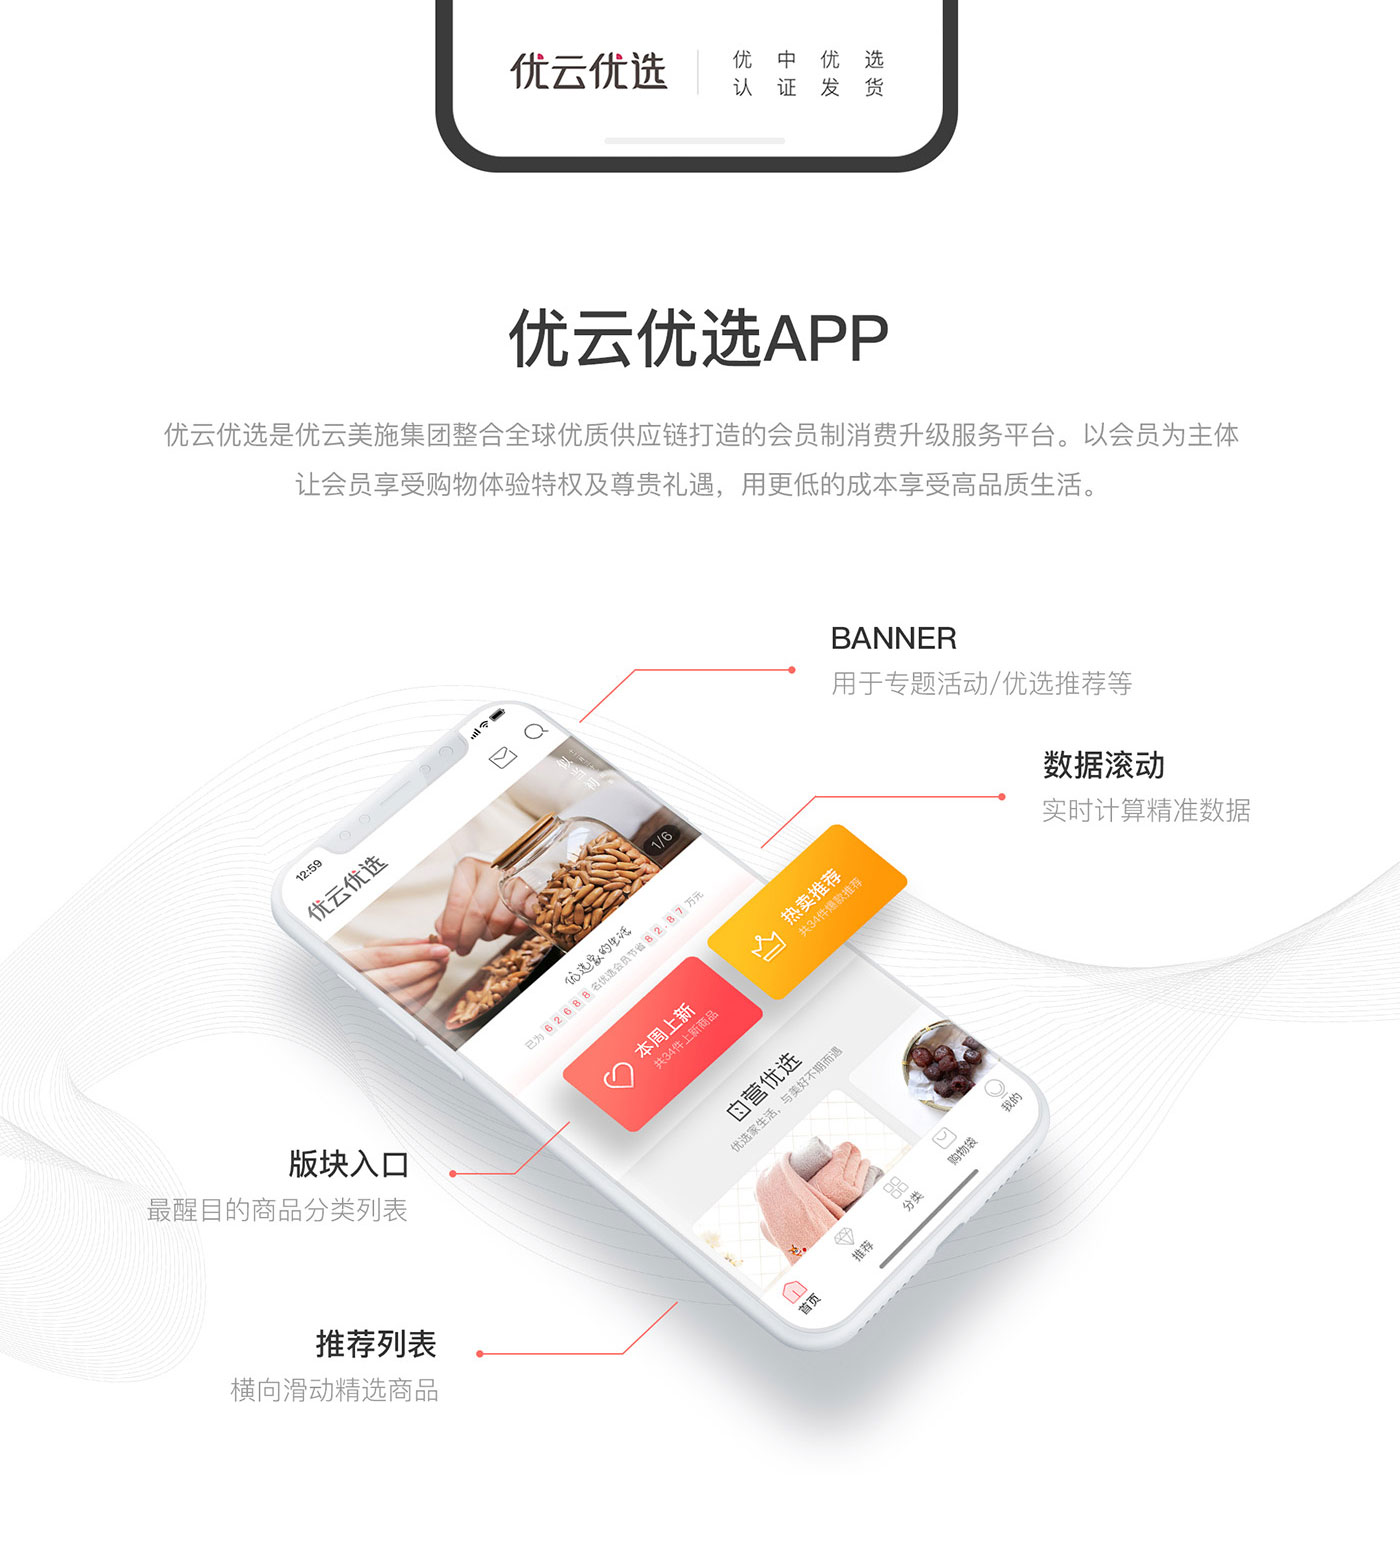 优云优选
优中优选
认证发货
优云优选APP
优云优选是优云美施集团整合全球优质供应链打造的会员制消费升级服务平台。以会员为主体
让会员享受购物体验特权及尊贵礼遇，用更低的成本享受高品质生活。
BANNER
用于专题活动/优选推荐等
数据滚动
实时计算精准数据
12:59
优云优选
1/6
优选家的生活
已为 62688 名优选会员节省 82.87 万元
热卖推荐
共34件爆款推荐
本周上新
共34件上新商品
自营优选
优选家生活，与美好不期而遇
首页
推荐
分类
购物袋
我的
版块入口
最醒目的商品分类列表
推荐列表
横向滑动精选商品